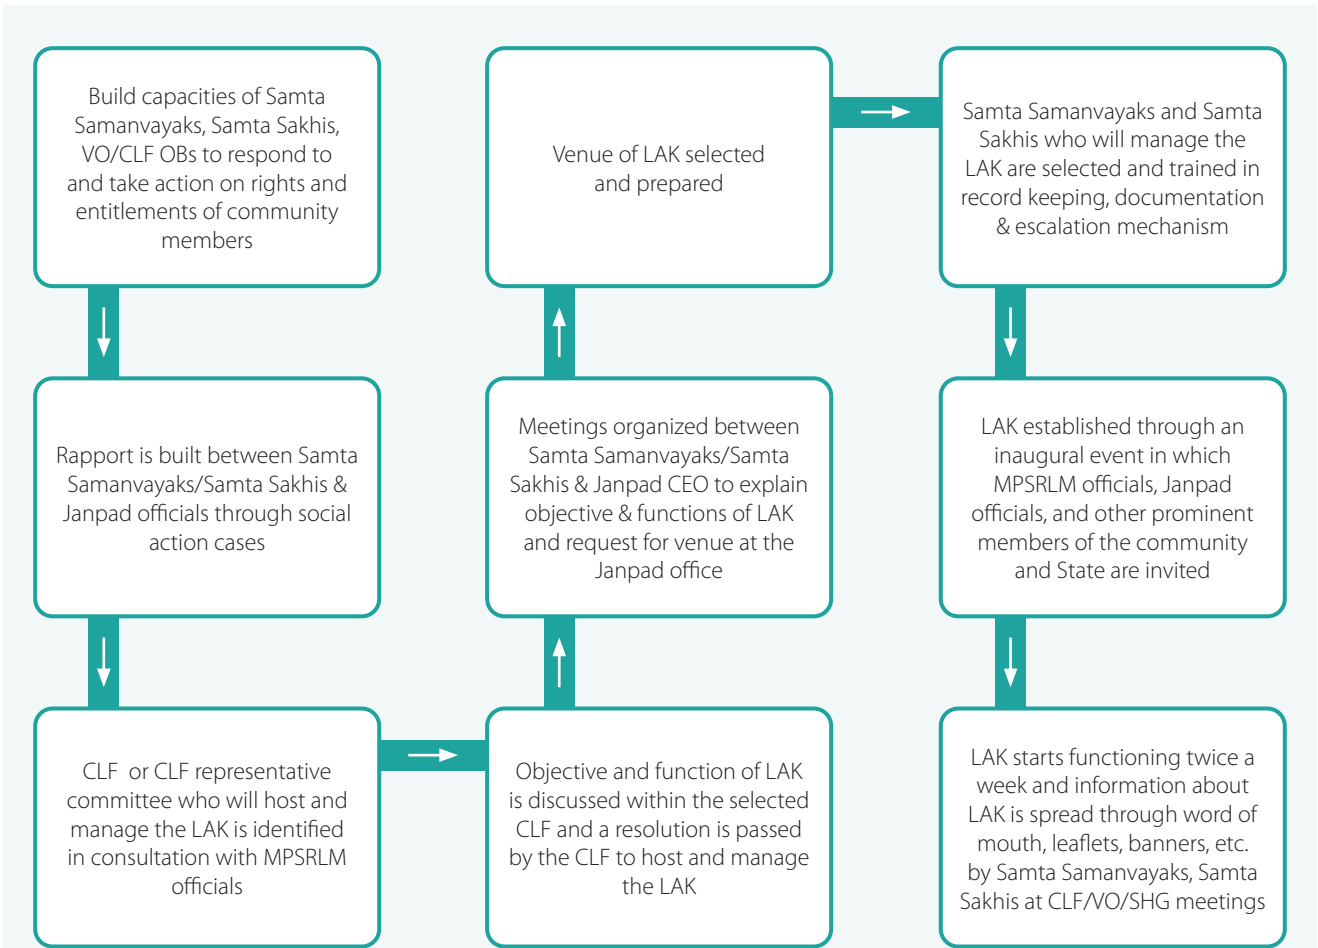 Build capacities of Samta
Samanvayaks, Samta Sakhis,
VO/CLF OBs to respond to
and take action on rights and
entitlements of community
members
Rapport is built between Samta
Samanvayaks/Samta Sakhis &
Janpad officials through social
action cases
CLF or CLF representative
committee who will host and
manage the LAK is identified
in consultation with MPSRLM
officials
Objective and function of LAK
is discussed within the selected
CLF and a resolution is passed
by the CLF to host and manage
the LAK
Meetings organized between
Samta Samanvayaks/Samta
Sakhis & Janpad CEO to explain
objective & functions of LAK
and request for venue at the
Janpad office
Venue of LAK selected
and prepared
Samta Samanvayaks and Samta
Sakhis who will manage the
LAK are selected and trained in
record keeping, documentation
& escalation mechanism
LAK established through an
inaugural event in which
MPSRLM officials, Janpad
officials, and other prominent
members of the community
and State are invited
LAK starts functioning twice a
week and information about
LAK is spread through word of
mouth, leaflets, banners, etc.
by Samta Samanvayaks, Samta
Sakhis at CLF/VO/SHG meetings